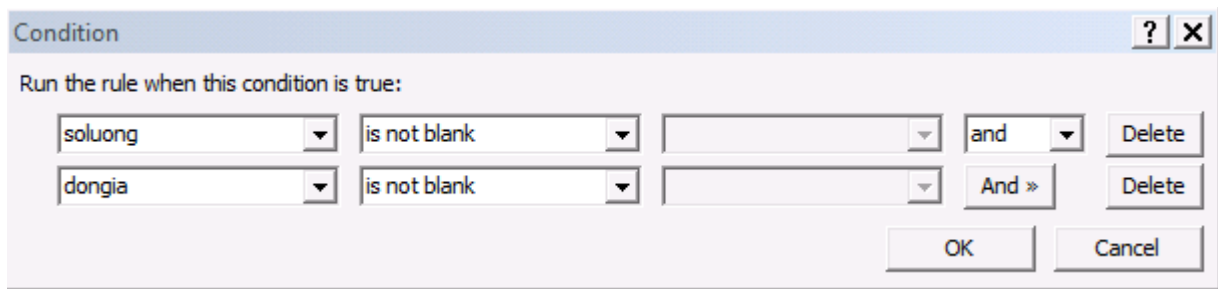 Condition ? X
Run the rule when this condition is true:
soluong is not blank and Delete
dongia is not blank And » Delete
OK Cancel